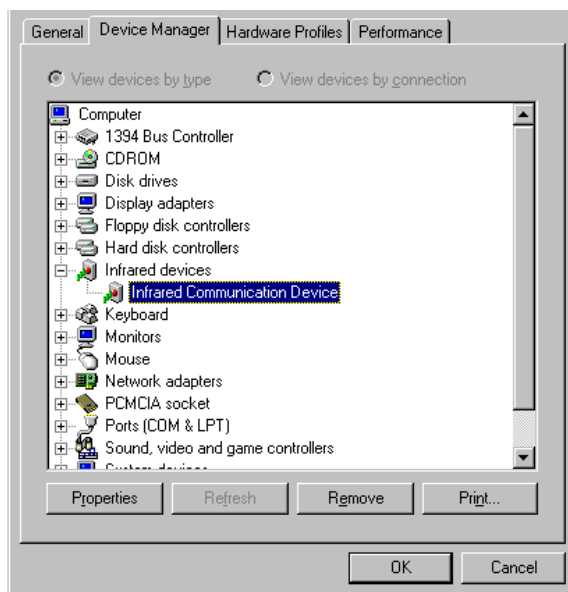 General Device Manager Hardware Profiles Performance
View devices by type View devices by connection
Computer
1394 Bus Controller
CDROM
Disk drives
Display adapters
Floppy disk controllers
Hard disk controllers
Infrared devices
Infrared Communication Device
Keyboard
Monitors
Mouse
Network adapters
PCMCIA socket
Ports (COM & LPT)
Sound, video and game controllers
Properties Refresh Remove Print...
OK Cancel